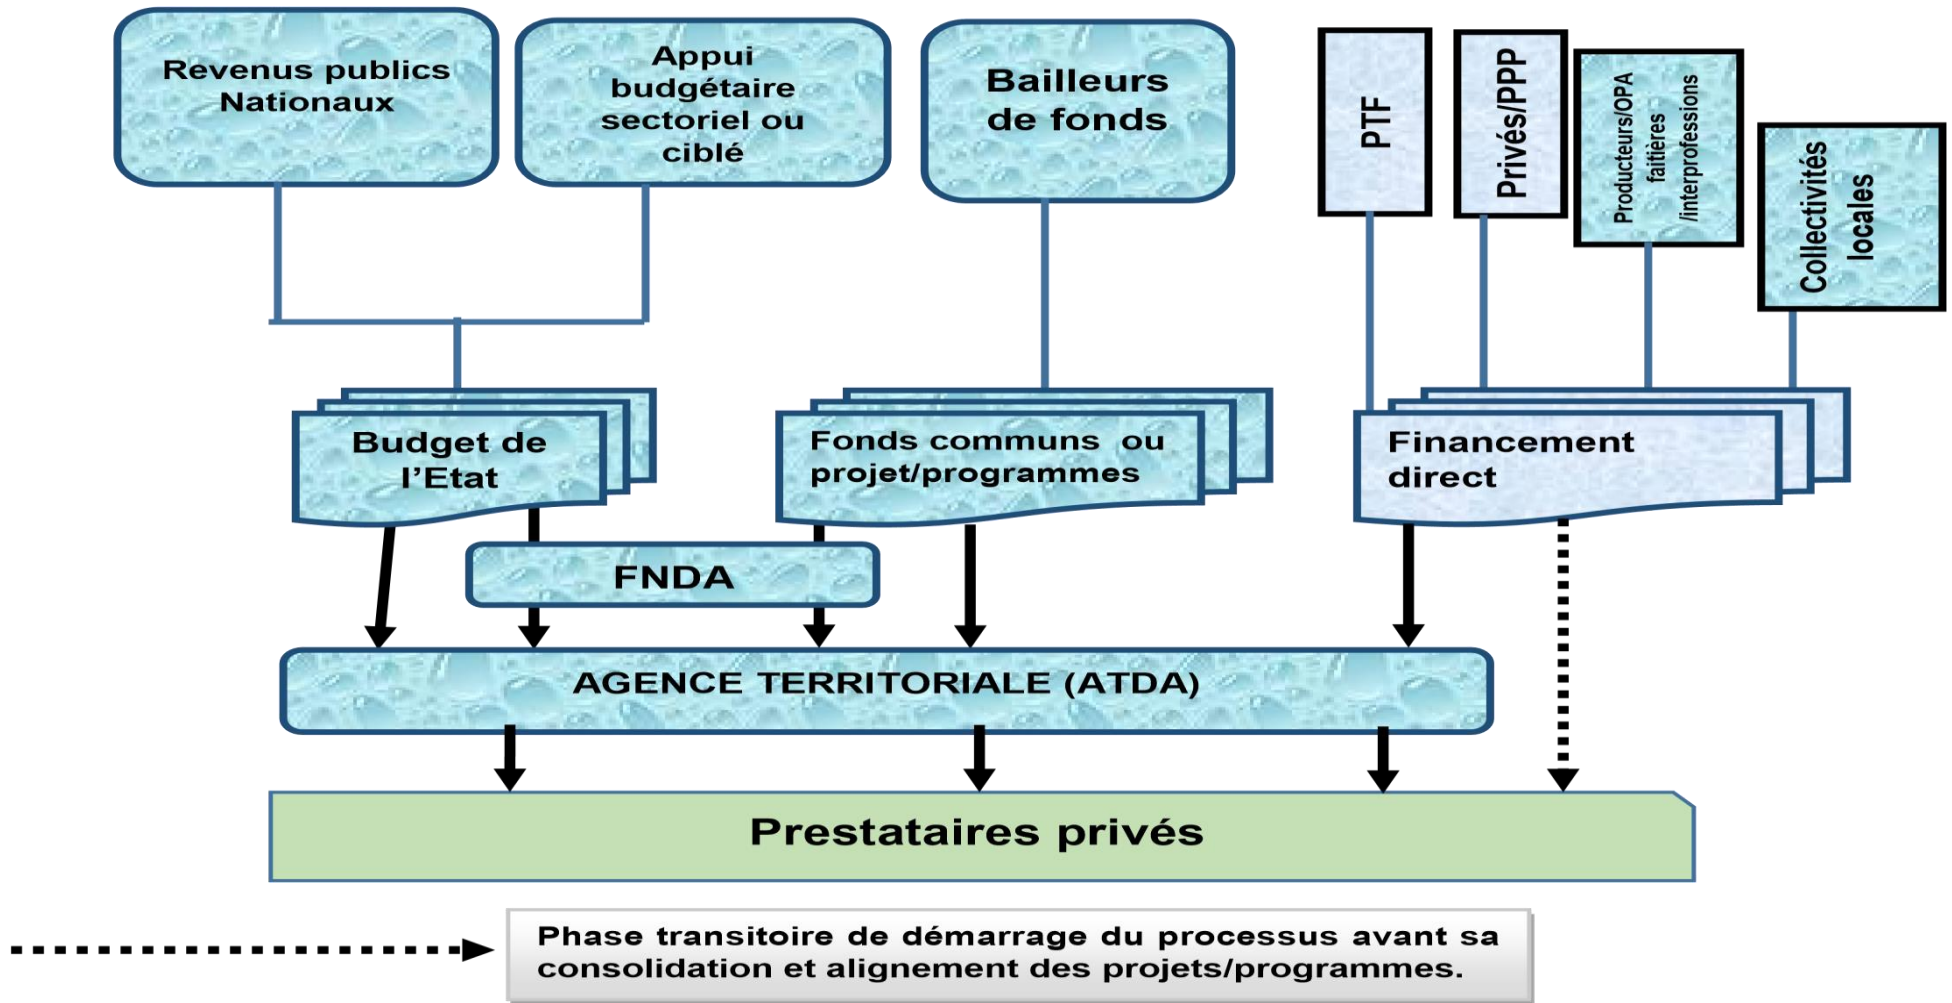 Revenus publics
Nationaux
Appui
budgétaire
sectoriel ou
ciblé
Bailleurs
de fonds
PTF
Privés/PPP
Producteurs/OPA
faitières
/interprofessions
Collectivités
locales
Budget de
l’Etat
Fonds communs ou
projet/programmes
Financement
direct
FNDA
AGENCE TERRITORIALE (ATDA)
Prestataires privés
Phase transitoire de démarrage du processus avant sa
consolidation et alignement des projets/programmes.